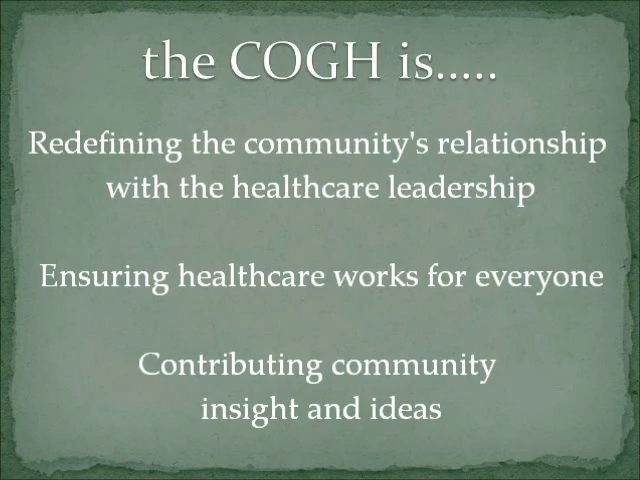 the COGH is.....
Redefining the community's relationship
with the healthcare leadership
Ensuring healthcare works for everyone
Contributing community
insight and ideas